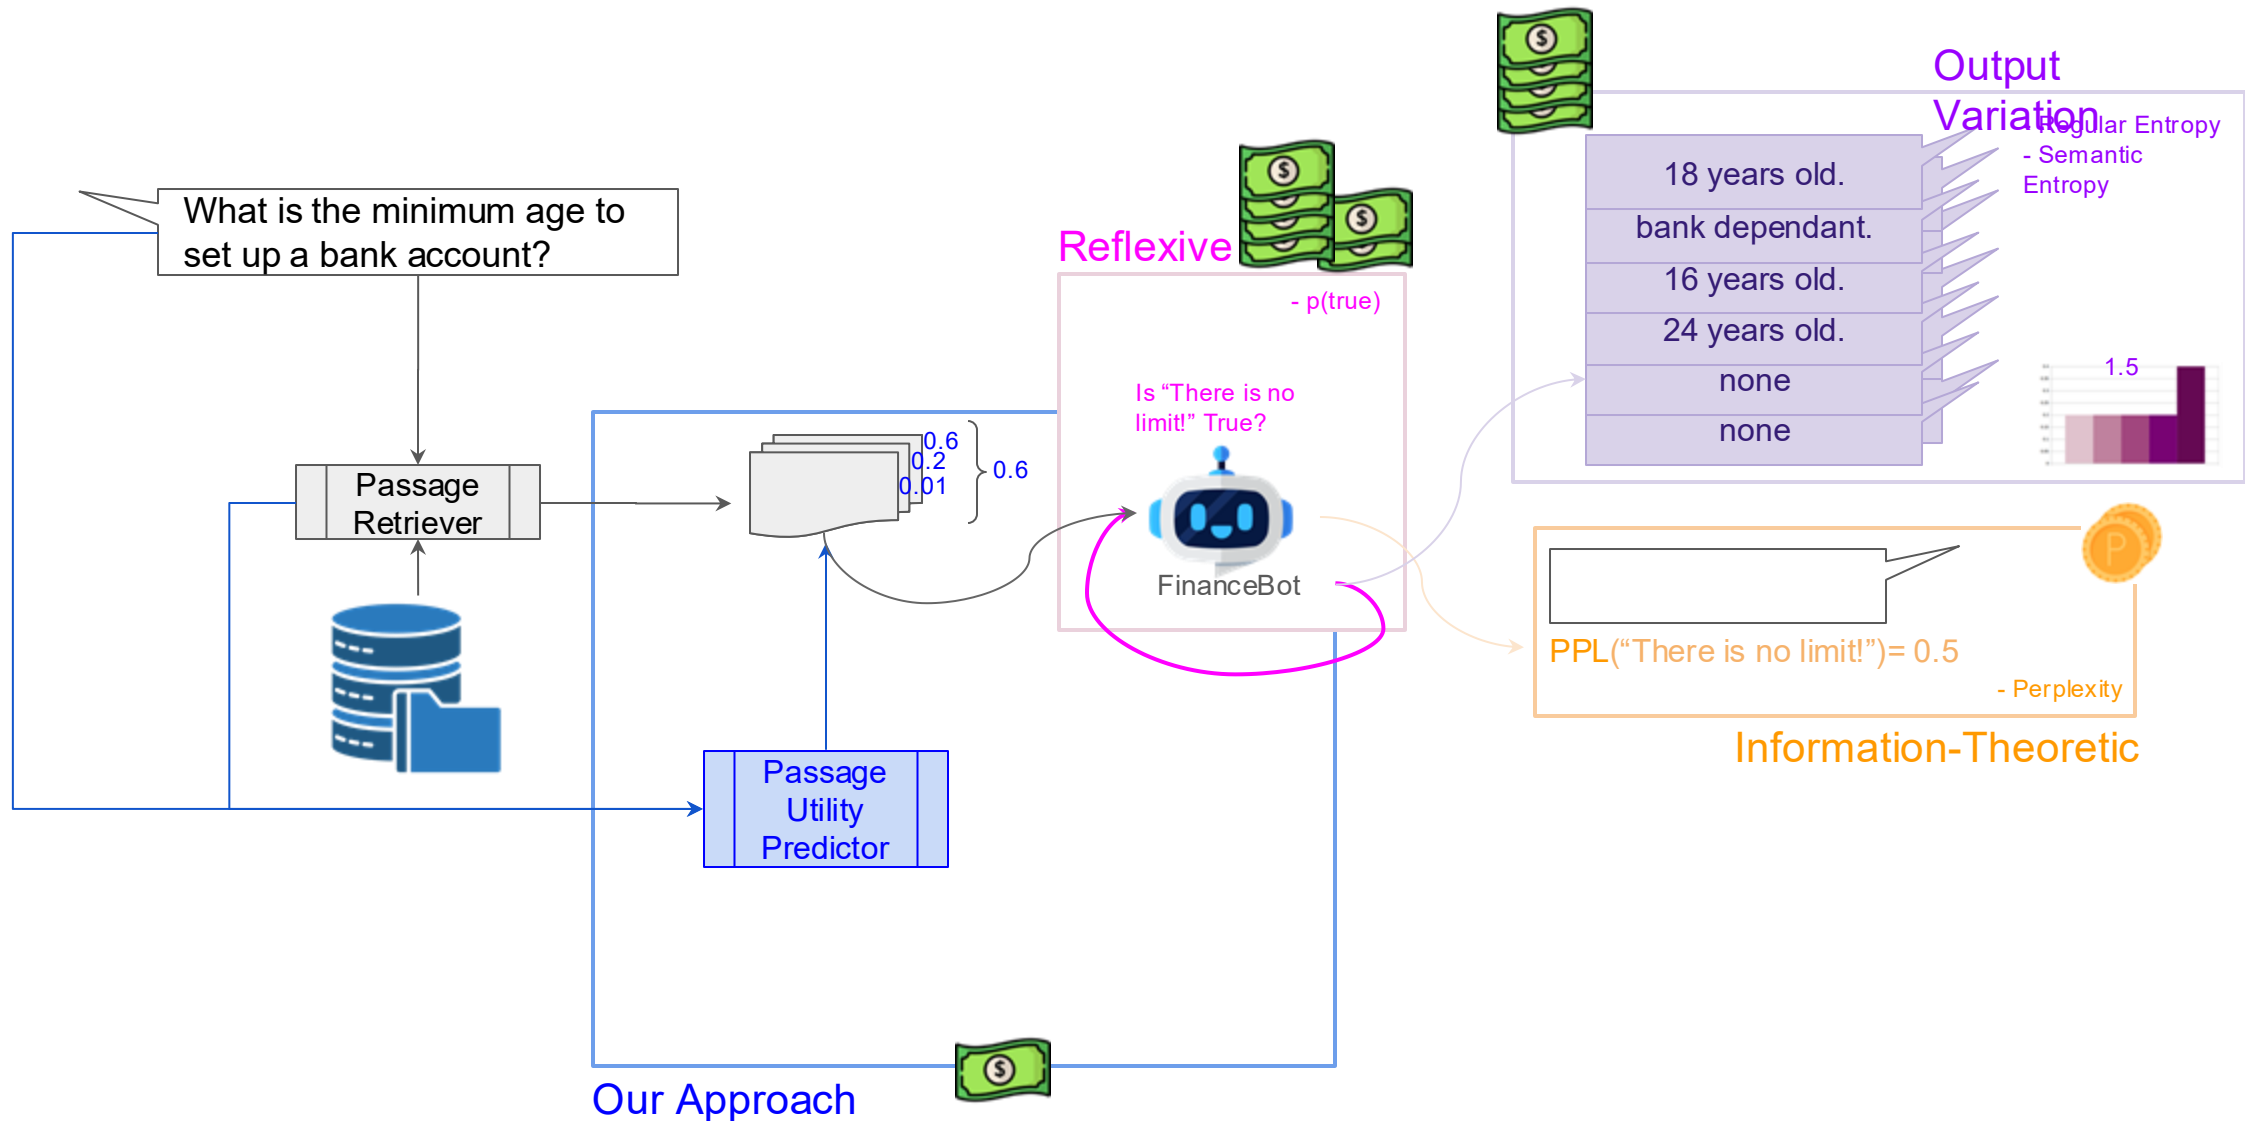 Output
Variation
- Regular Entropy
- Semantic
Entropy
18 years old.
bank dependant.
16 years old.
24 years old.
none
none
1.5
What is the minimum age to
set up a bank account?
Reflexive
- p(true)
Is “There is no
limit!” True?
FinanceBot
0.6
0.2
0.01
0.6
Passage
Retriever
Passage
Utility
Predictor
PPL(“There is no limit!”)= 0.5
- Perplexity
Information-Theoretic
Our Approach